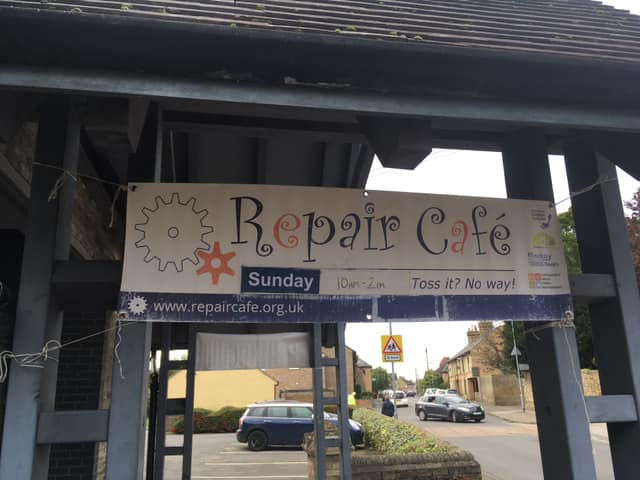 Repair Café
Sunday 10am-2pm Toss it? No way!
www.repaircafe.org.uk